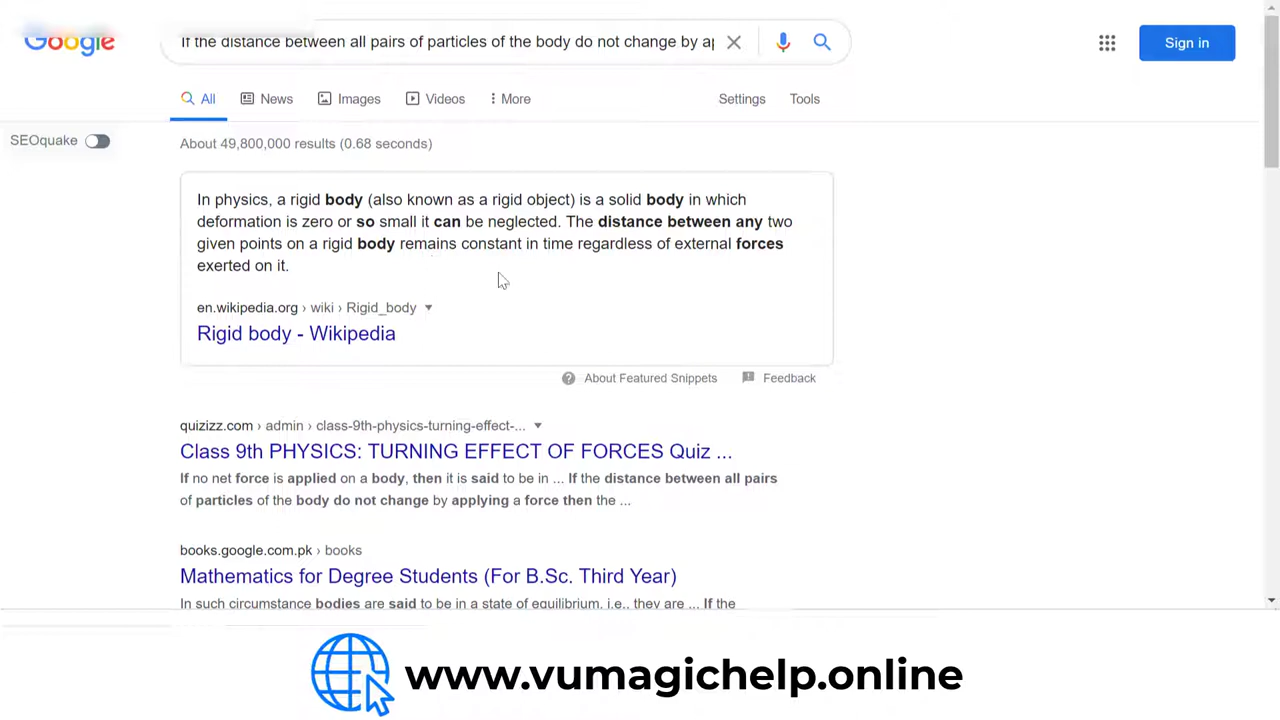 Google
If the distance between all pairs of particles of the body do not change by ap
Sign in
All News Images Videos More Settings Tools
SEOquake
About 49,800,000 results (0.68 seconds)
In physics, a rigid body (also known as a rigid object) is a solid body in which
deformation is zero or so small it can be neglected. The distance between any two
given points on a rigid body remains constant in time regardless of external forces
exerted on it.
en.wikipedia.org › wiki › Rigid_body
Rigid body - Wikipedia
About Featured Snippets Feedback
quizizz.com › admin › class-9th-physics-turning-effect-...
Class 9th PHYSICS: TURNING EFFECT OF FORCES Quiz ...
If no net force is applied on a body, then it is said to be in ... If the distance between all pairs
of particles of the body do not change by applying a force then the ...
books.google.com.pk › books
Mathematics for Degree Students (For B.Sc. Third Year)
In such circumstance bodies are said to be in a state of equilibrium, i.e., they are ... If the
www.vumagichelp.online